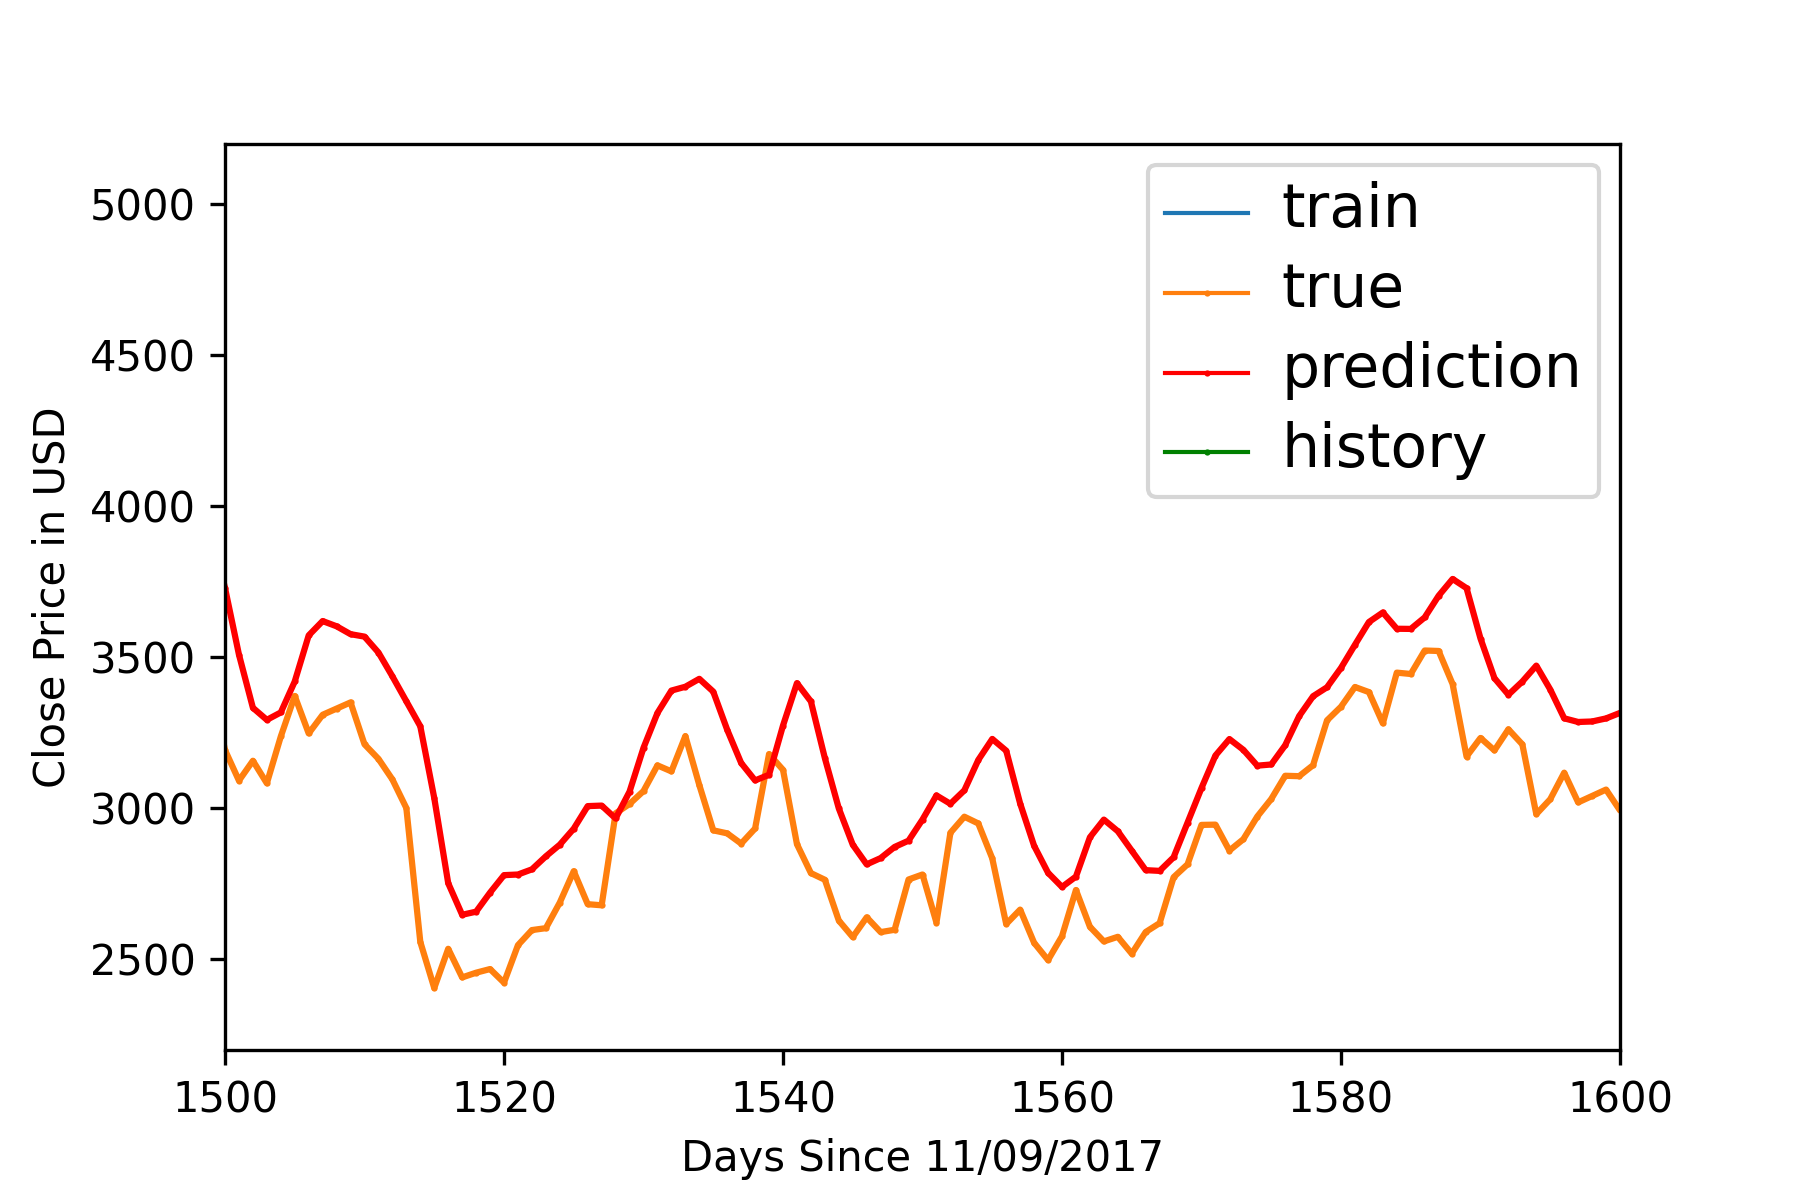 train
true
prediction
history
5000
4500
4000
3500
3000
2500
Close Price in USD
1500 1520 1540 1560 1580 1600
Days Since 11/09/2017